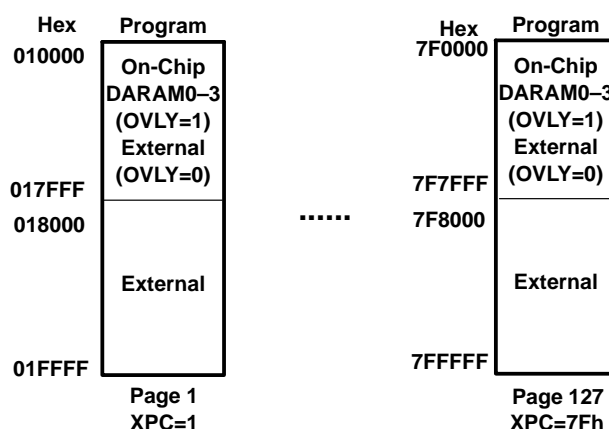 Hex Program
010000
On-Chip
DARAM0–3
(OVLY=1)
External
(OVLY=0)
017FFF
018000
External
01FFFF
Page 1
XPC=1
......
Hex Program
7F0000
On-Chip
DARAM0–3
(OVLY=1)
External
(OVLY=0)
7F7FFF
7F8000
External
7FFFFF
Page 127
XPC=7Fh